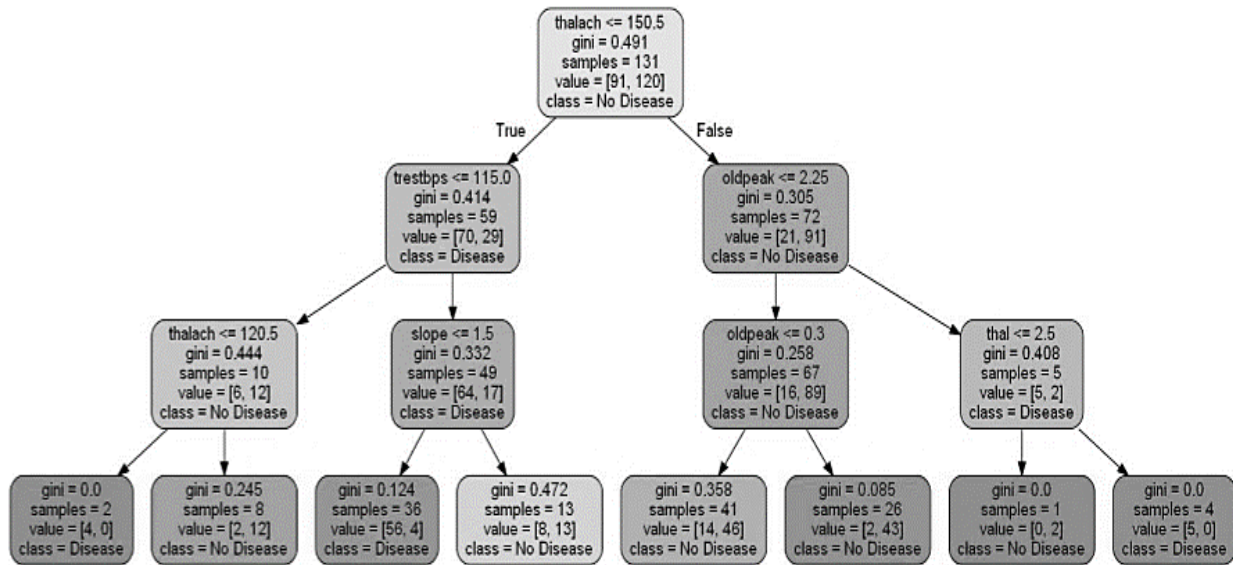 thalach <= 150.5
gini = 0.491
samples = 131
value = [91, 120]
class = No Disease
True
False
trestbps <= 115.0
gini = 0.414
samples = 59
value = [70, 29]
class = Disease
oldpeak <= 2.25
gini = 0.305
samples = 72
value = [21, 91]
class = No Disease
thalach <= 120.5
gini = 0.444
samples = 10
value = [6, 12]
class = No Disease
slope <= 1.5
gini = 0.332
samples = 49
value = [64, 17]
class = Disease
oldpeak <= 0.3
gini = 0.258
samples = 67
value = [16, 89]
class = No Disease
thal <= 2.5
gini = 0.408
samples = 5
value = [5, 2]
class = Disease
gini = 0.0
samples = 2
value = [4, 0]
class = Disease
gini = 0.245
samples = 8
value = [2, 12]
class = No Disease
gini = 0.124
samples = 36
value = [56, 4]
class = Disease
gini = 0.472
samples = 13
value = [8, 13]
class = No Disease
gini = 0.358
samples = 41
value = [14, 46]
class = No Disease
gini = 0.085
samples = 26
value = [2, 43]
class = No Disease
gini = 0.0
samples = 1
value = [0, 2]
class = No Disease
gini = 0.0
samples = 4
value = [5, 0]
class = Disease